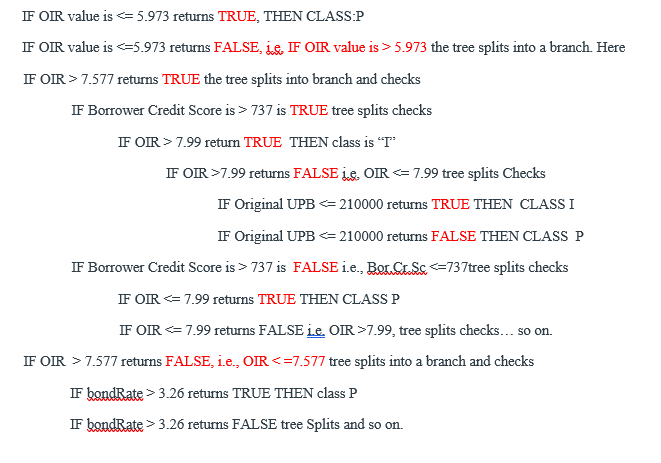 IF OIR value is <= 5.973 returns TRUE, THEN CLASS:P
IF OIR value is <=5.973 returns FALSE, i.e, IF OIR value is > 5.973 the tree splits into a branch. Here
IF OIR > 7.577 returns TRUE the tree splits into branch and checks
IF Borrower Credit Score is > 737 is TRUE tree splits checks
IF OIR > 7.99 return TRUE THEN class is “I”
IF OIR >7.99 returns FALSE i.e. OIR <= 7.99 tree splits Checks
IF Original UPB <= 210000 returns TRUE THEN CLASS I
IF Original UPB <= 210000 returns FALSE THEN CLASS P
IF Borrower Credit Score is > 737 is FALSE i.e., Bor.Cr.Sc <=737tree splits checks
IF OIR <= 7.99 returns TRUE THEN CLASS P
IF OIR <= 7.99 returns FALSE i.e. OIR >7.99, tree splits checks… so on.
IF OIR > 7.577 returns FALSE, i.e., OIR < =7.577 tree splits into a branch and checks
IF bondRate > 3.26 returns TRUE THEN class P
IF bondRate > 3.26 returns FALSE tree Splits and so on.